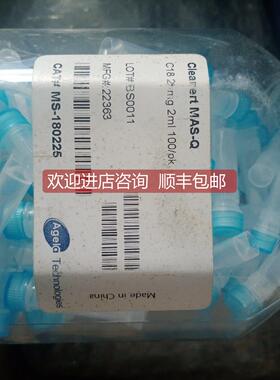 Cleanert MAS-Q
C18 25mg 2ml 100/pk
LOT# BS0011
MFG# 22363
CAT# MS-180225
欢迎进店咨询 顺丰包邮
Agela
Technologies
Made in China